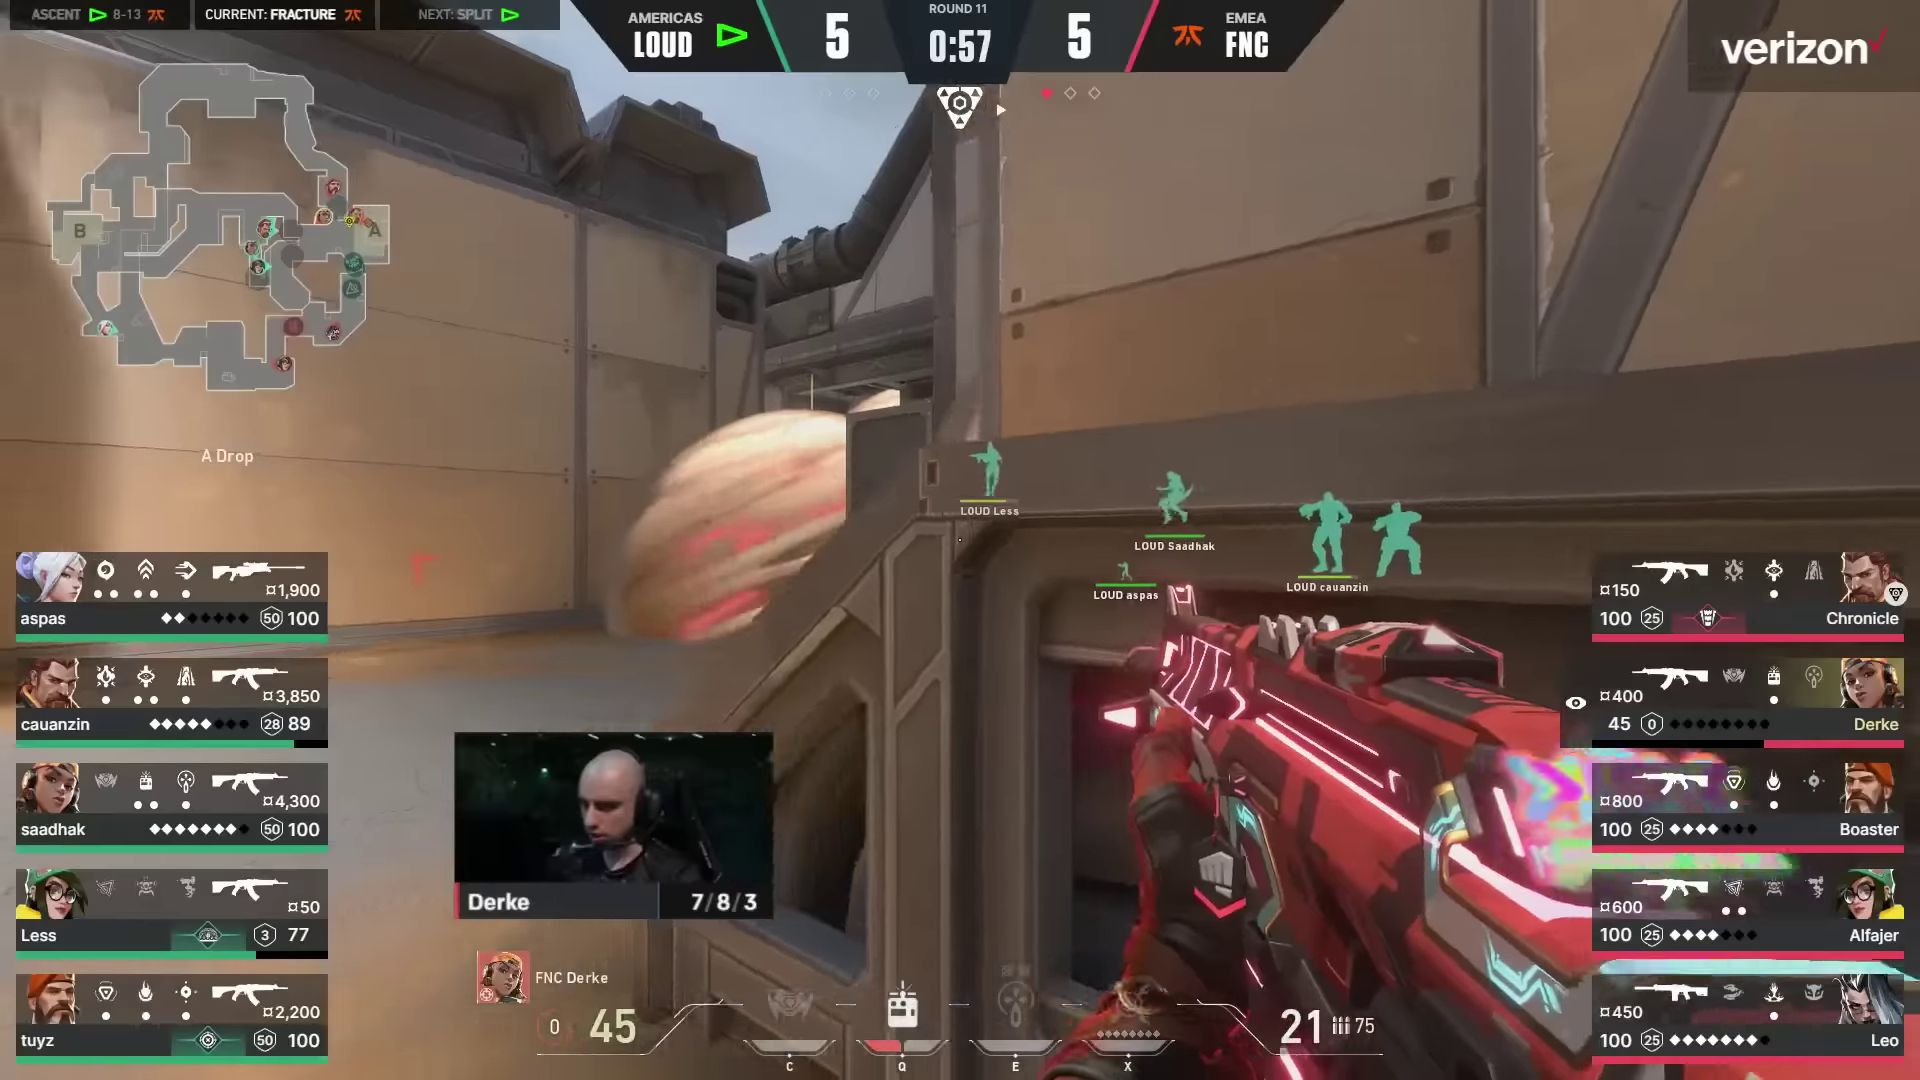 ASCENT 8-13
CURRENT: FRACTURE
NEXT: SPLIT
AMERICAS
LOUD
5
ROUND 11
0:57
5
EMEA
FNC
verizon
B
A
A Drop
LOUD Less
LOUD Saadhak
LOUD aspas
LOUD cauanzin
1,900
aspas
50 100
3,850
cauanzin
28 89
4,300
saadhak
50 100
50
Less
3 77
2,200
tuyz
50 100
150
100 25
Chronicle
400
45 0
Derke
800
100 25
Boaster
600
100 25
Alfajer
450
100 25
Leo
Derke
7/8/3
FNC Derke
0 45
C
Q
E
X
21 75